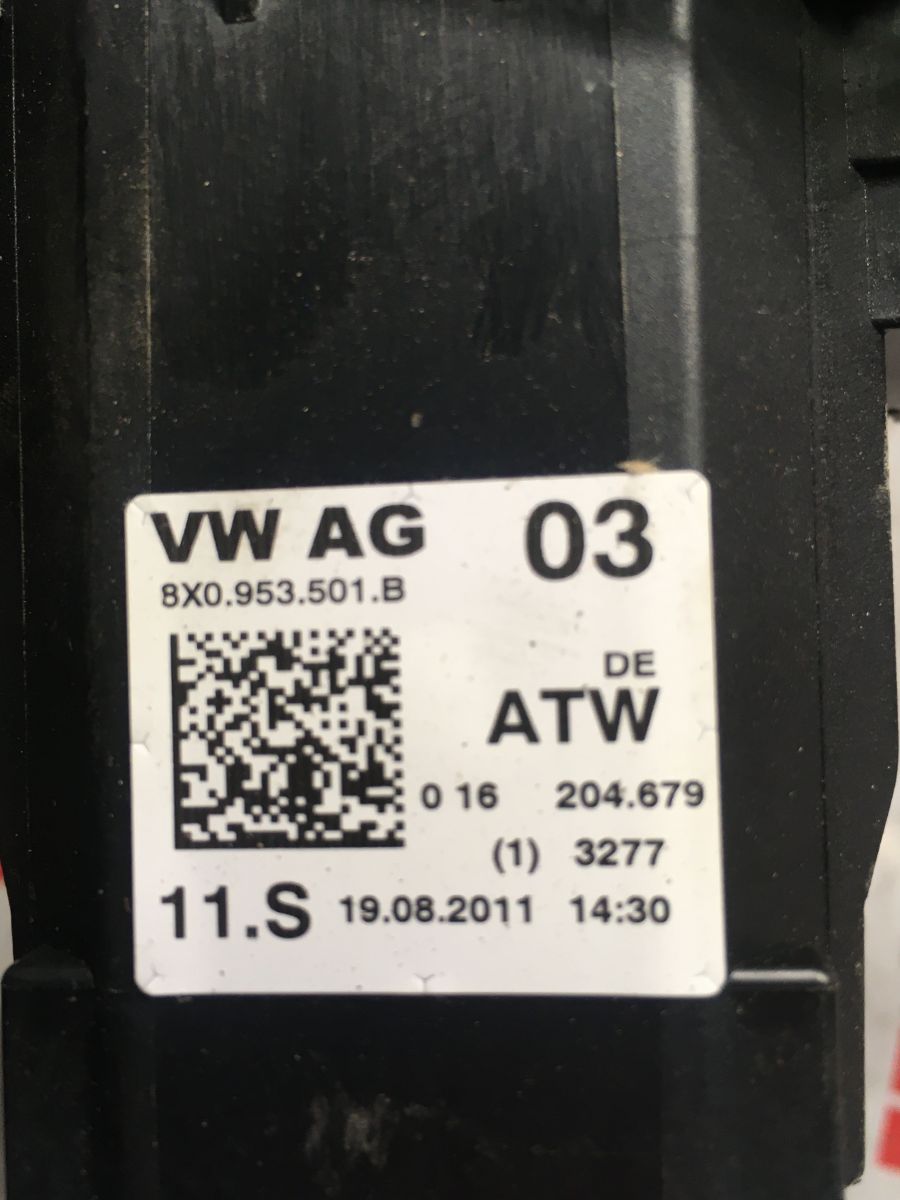 VW AG 03
8X0.953.501.B
DE
ATW
0 16 204.679
(1) 3277
11.S 19.08.2011 14:30